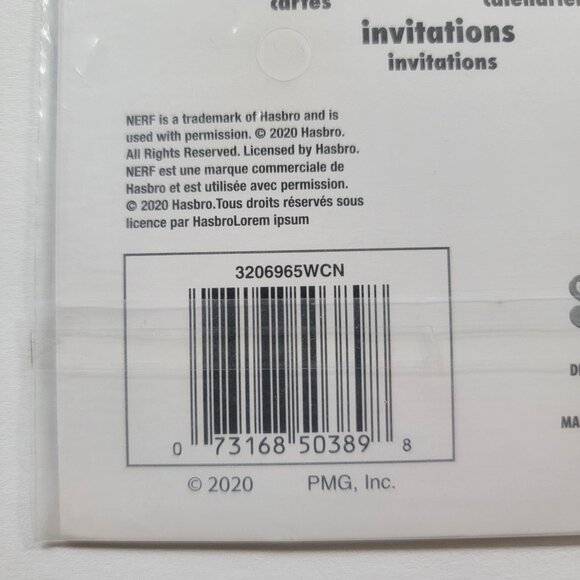 cartes
invitations
invitations
NERF is a trademark of Hasbro and is
used with permission. © 2020 Hasbro.
All Rights Reserved. Licensed by Hasbro.
NERF est une marque commerciale de
Hasbro et est utilisée avec permission.
© 2020 Hasbro.Tous droits réservés sous
licence par HasbroLorem ipsum
3206965WCN
0 73168 50389 8
© 2020 PMG, Inc.